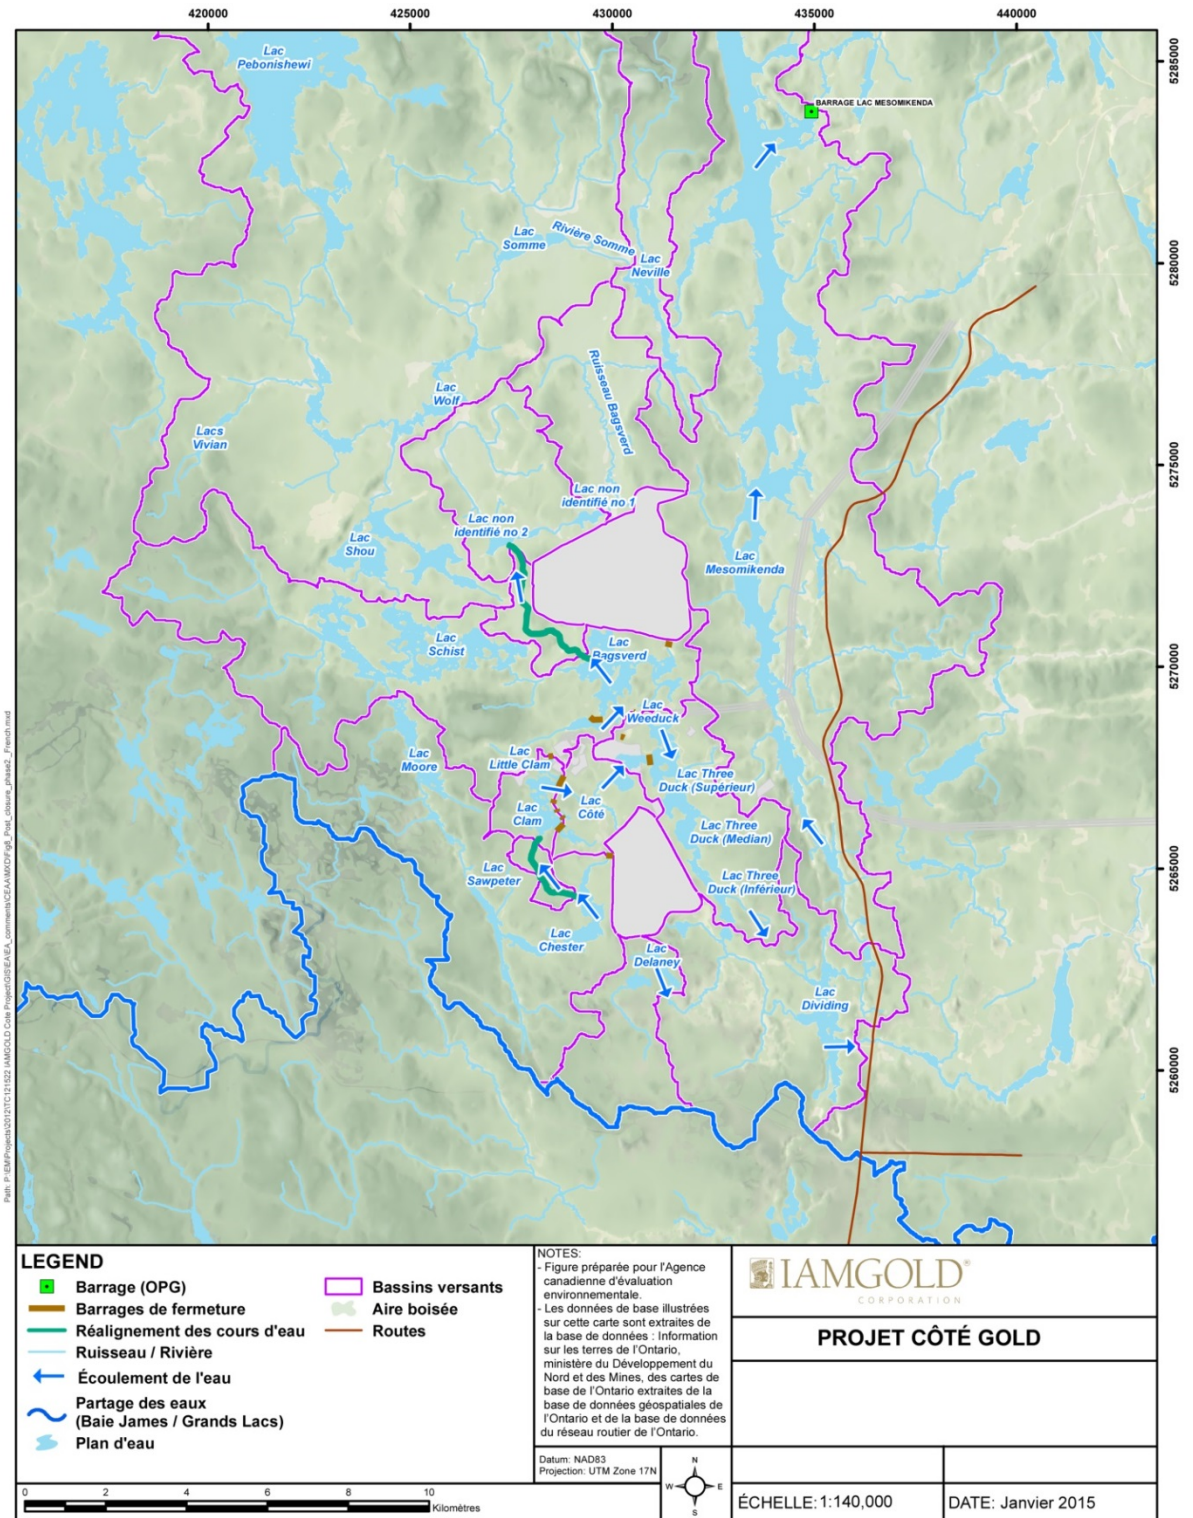 420000
425000
430000
435000
440000
5285000
5280000
5275000
5270000
5265000
5260000
Lac
Pebonishewi
BARRAGE LAC MESOMIKENDA
Lac
Somme
Rivière Somme
Lac
Neville
Ruisseau Bagsverd
Lac
Wolf
Lacs
Vivian
Lac non
identifié no 1
Lac non
identifié no 2
Lac
Shou
Lac
Mesomikenda
Lac
Schist
Lac
Bagsverd
Lac
Weeduck
Lac
Moore
Lac
Little Clam
Lac Three
Duck (Supérieur)
Lac
Clam
Lac
Côté
Lac Three
Duck (Median)
Lac
Sawpeter
Lac Three
Duck (Inférieur)
Lac
Chester
Lac
Delaney
Lac
Dividing
LEGEND
Barrage (OPG)
Barrages de fermeture
Réalignement des cours d'eau
Ruisseau / Rivière
Écoulement de l'eau
Partage des eaux
(Baie James / Grands Lacs)
Plan d'eau
Bassins versants
Aire boisée
Routes
0 2 4 6 8 10
Kilomètres
NOTES:
- Figure préparée pour l'Agence
canadienne d'évaluation
environnementale.
- Les données de base illustrées
sur cette carte sont extraites de
la base de données : Information
sur les terres de l'Ontario,
ministère du Développement du
Nord et des Mines, des cartes de
base de l'Ontario extraites de la
base de données géospatiales de
l'Ontario et de la base de données
du réseau routier de l'Ontario.
Datum: NAD83
Projection: UTM Zone 17N
N
W E
S
IAMGOLD®
CORPORATION
PROJET CÔTÉ GOLD
ÉCHELLE: 1:140,000
DATE: Janvier 2015